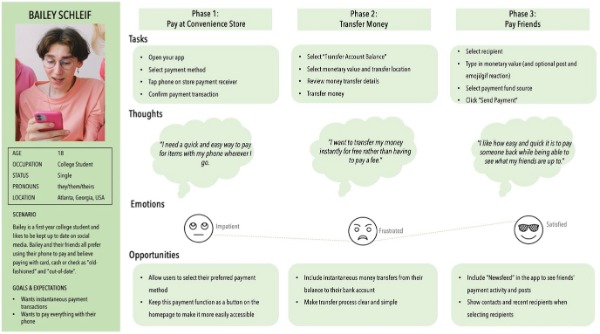 BAILEY SCHLEIF
AGE 18
OCCUPATION College Student
STATUS Single
PRONOUNS they/them/theirs
LOCATION Atlanta, Georgia, USA
SCENARIO
Bailey is a first-year college student and
likes to be kept up to date on social
media. Bailey and their friends all prefer
using their phone to pay and believe
paying with card, cash or check as "old-
fashioned" and "out-of-date".
GOALS & EXPECTATIONS
• Wants instantaneous payment
transactions
• Wants to pay everything with their
phone
Phase 1:
Pay at Convenience Store
Phase 2:
Transfer Money
Phase 3:
Pay Friends
Tasks
• Open your app
• Select payment method
• Tap phone on store payment receiver
• Confirm payment transaction
• Select "Transfer Account Balance"
• Select monetary value and transfer location
• Review money transfer details
• Transfer money
• Select recipient
• Type in monetary value (and optional post and
emoji/gif reaction)
• Select payment fund source
• Click "Send Payment"
Thoughts
"I need a quick and easy way to pay
for items with my phone wherever I
go.
"I want to transfer my money
instantly for free rather than having
to pay a fee."
"I like how easy and quick it is to pay
someone back while being able to
see what my friends are up to."
Emotions
Impatient
Frustrated
Satisfied
Opportunities
• Allow users to select their preferred payment
method
• Keep this payment function as a button on the
homepage to make it more easily accessible
• Include instantaneous money transfers from their
balance to their bank account
• Make transfer process clear and simple
• Include "Newsfeed" in the app to see friends'
payment activity and posts
• Show contacts and recent recipients when
selecting recipients